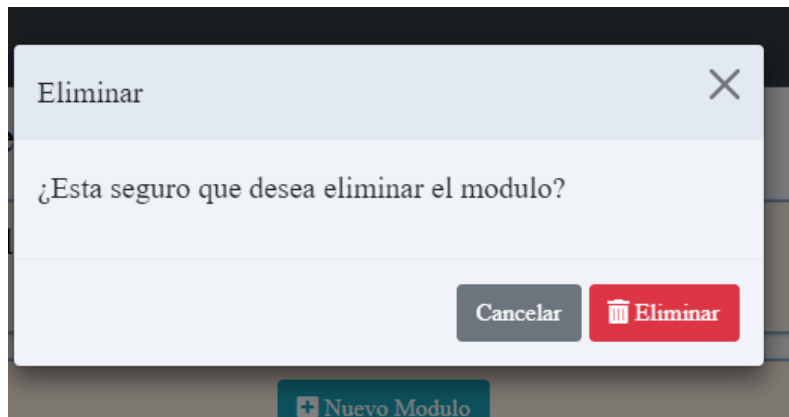 Eliminar
¿Esta seguro que desea eliminar el modulo?
Cancelar
Eliminar
Nuevo Modulo